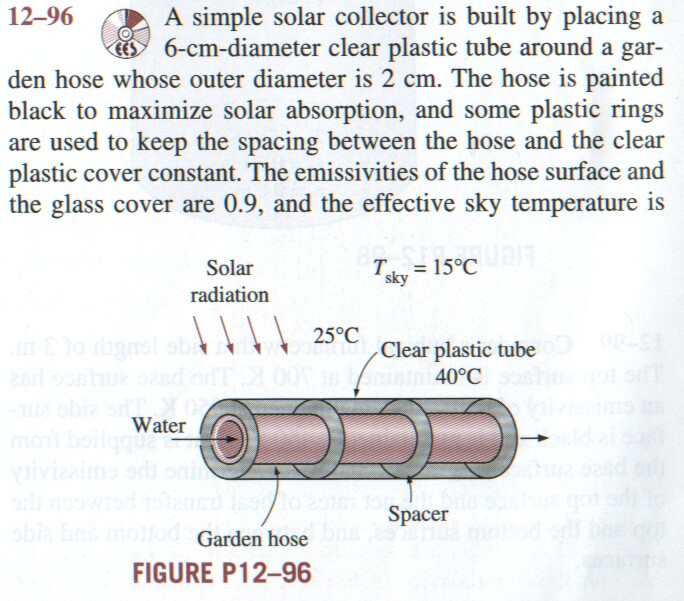 12–96 A simple solar collector is built by placing a
EES 6-cm-diameter clear plastic tube around a gar-
den hose whose outer diameter is 2 cm. The hose is painted
black to maximize solar absorption, and some plastic rings
are used to keep the spacing between the hose and the clear
plastic cover constant. The emissivities of the hose surface and
the glass cover are 0.9, and the effective sky temperature is
Solar
radiation
T sky = 15°C
25°C
Clear plastic tube
40°C
Water
Spacer
Garden hose
FIGURE P12–96